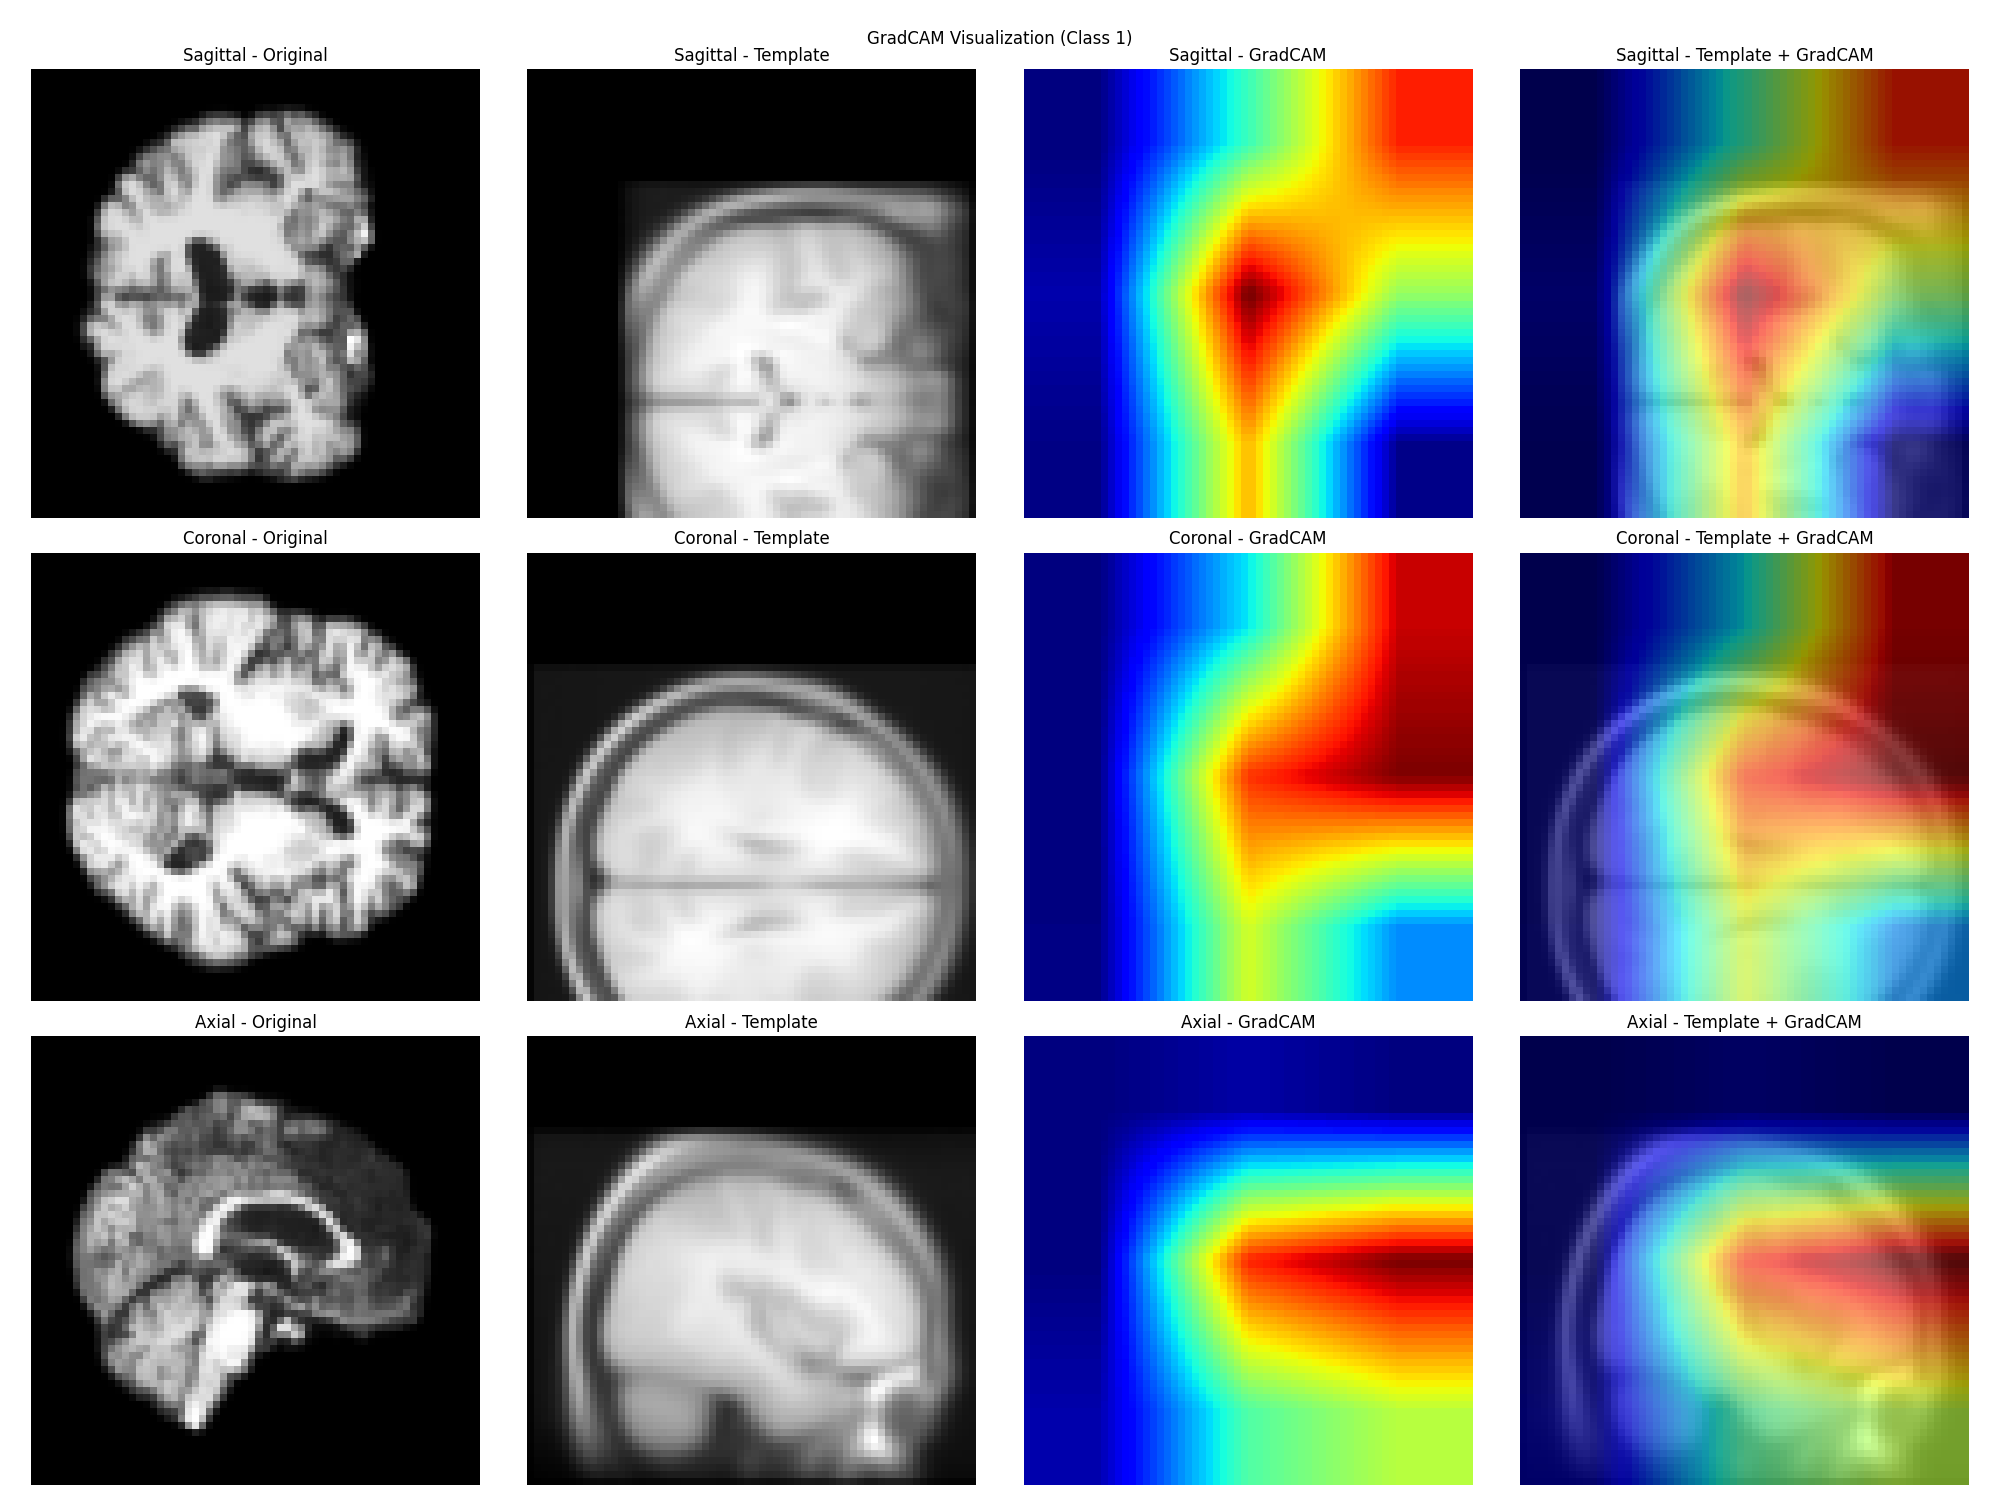 GradCAM Visualization (Class 1)
Sagittal - Original
Sagittal - Template
Sagittal - GradCAM
Sagittal - Template + GradCAM
Coronal - Original
Coronal - Template
Coronal - GradCAM
Coronal - Template + GradCAM
Axial - Original
Axial - Template
Axial - GradCAM
Axial - Template + GradCAM